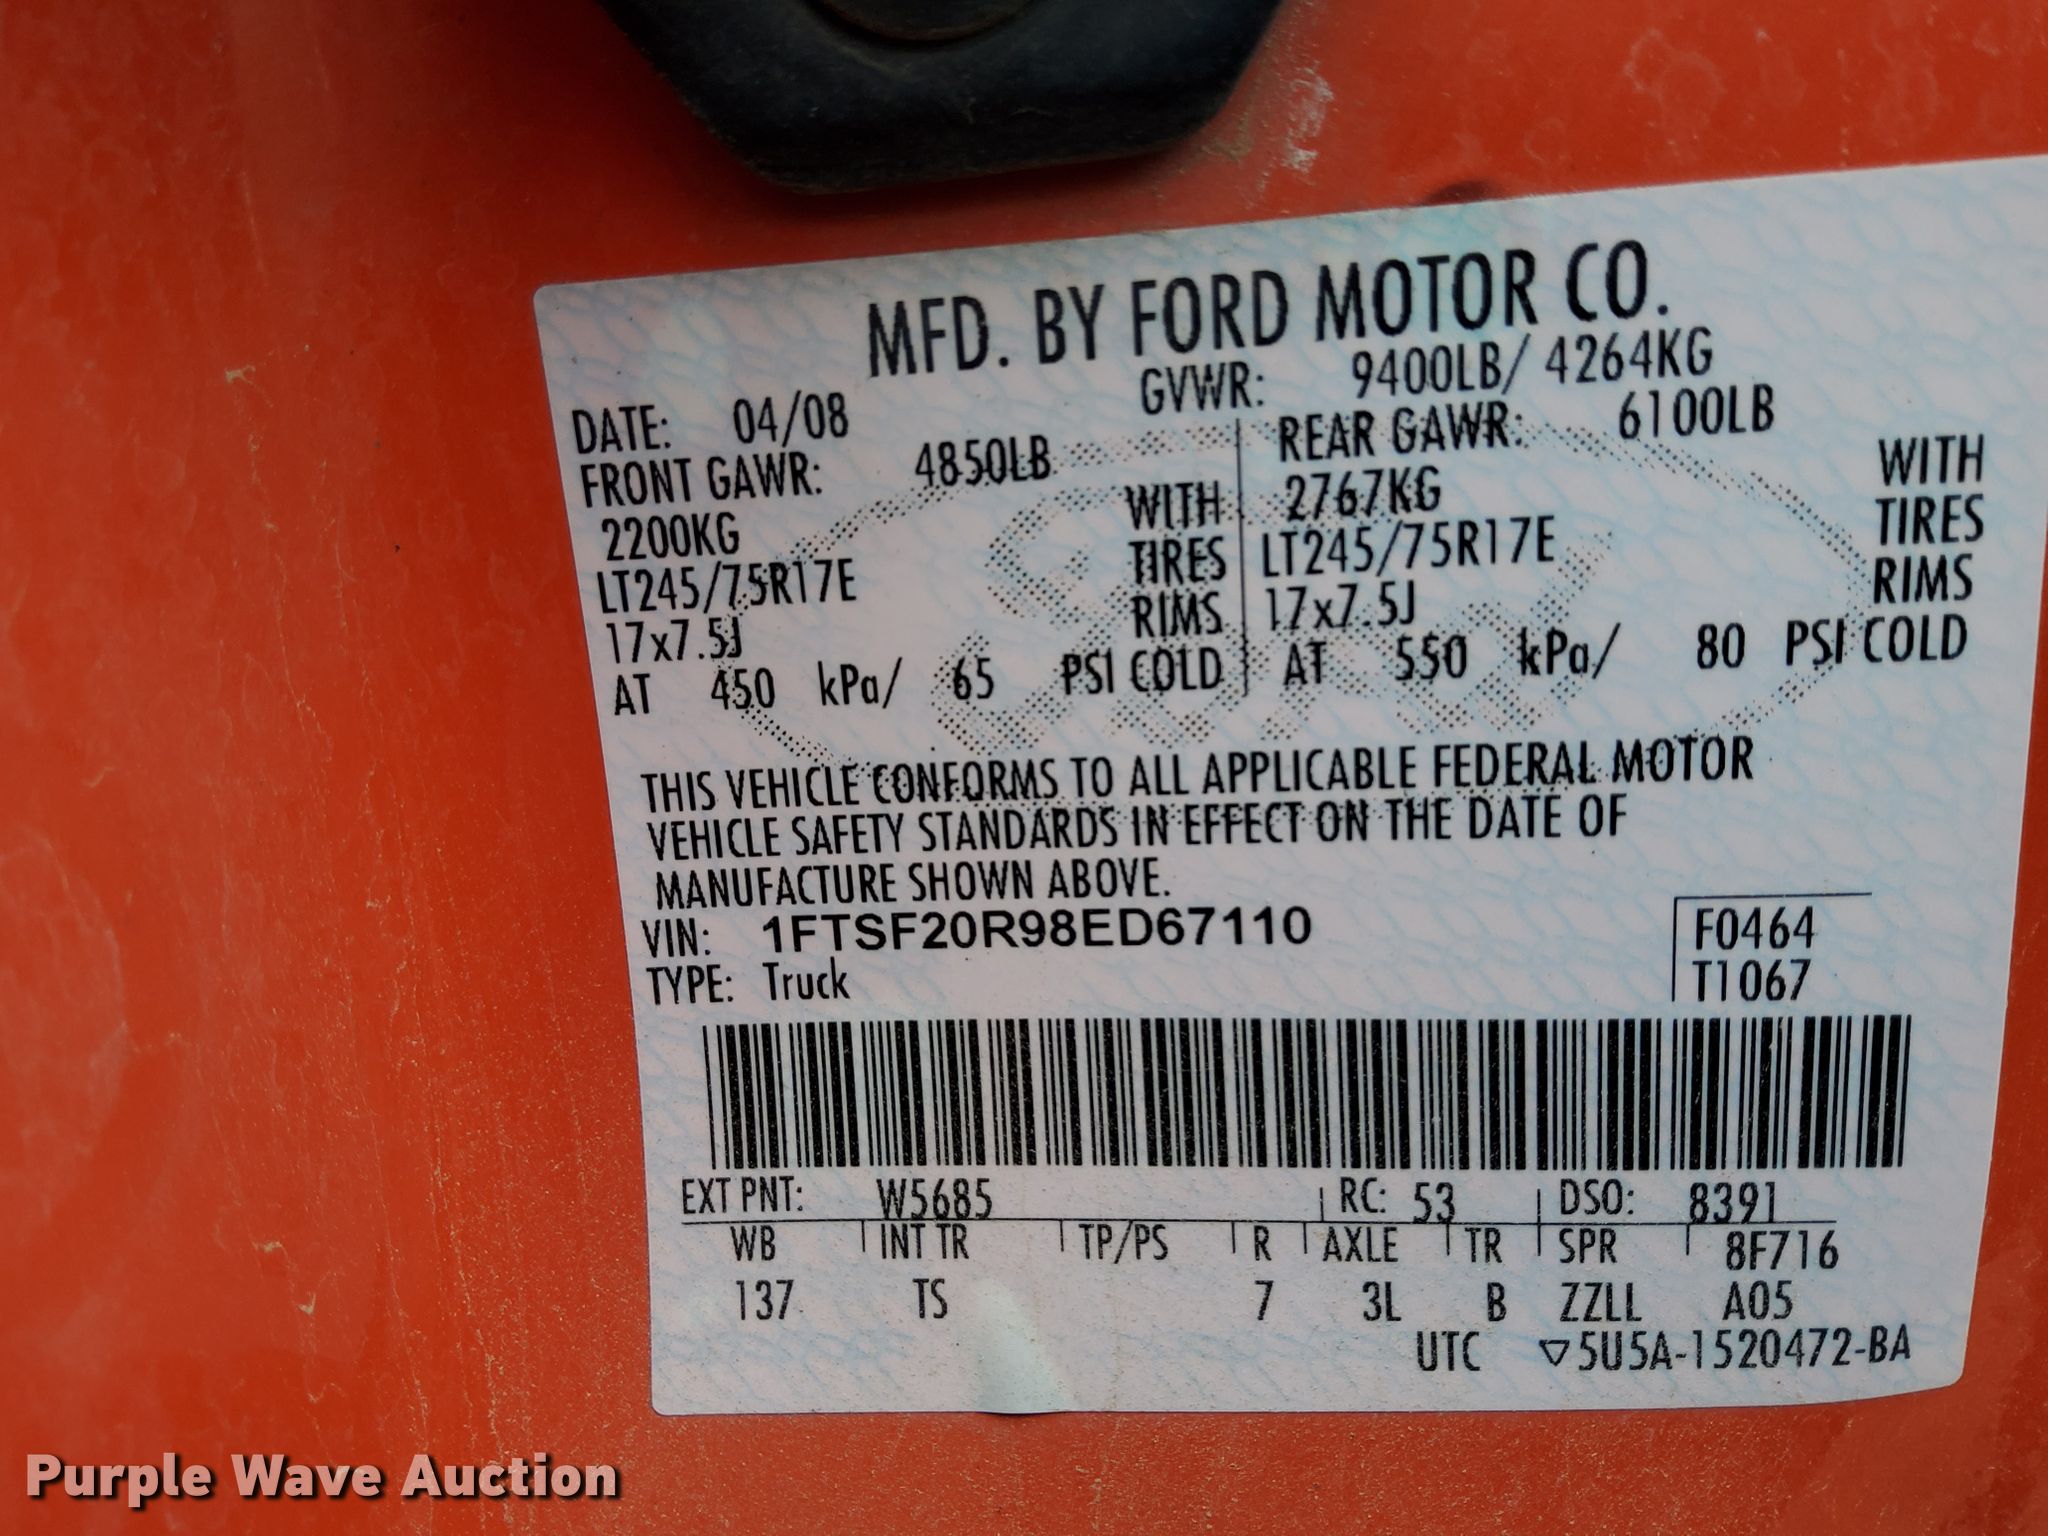 MFD. BY FORD MOTOR CO.
DATE: 04/08 GVWR: 9400LB/ 4264KG
FRONT GAWR: 4850LB REAR GAWR: 6100LB
2200KG WITH 2767KG WITH
LT245/75R17E TIRES LT245/75R17E TIRES
17x7.5J RIMS 17x7.5J RIMS
AT 450 kPa/ 65 PSI COLD AT 550 kPa/ 80 PSI COLD
THIS VEHICLE CONFORMS TO ALL APPLICABLE FEDERAL MOTOR
VEHICLE SAFETY STANDARDS IN EFFECT ON THE DATE OF
MANUFACTURE SHOWN ABOVE.
VIN: 1FTSF20R98ED67110 F0464
TYPE: Truck T1067
EXT PNT: W5685 RC: 53 DSO: 8391
WB INT TR TP/PS R AXLE TR SPR 8F716
137 TS 7 3L B ZZLL A05
UTC ▽5U5A-1520472-BA
Purple Wave Auction